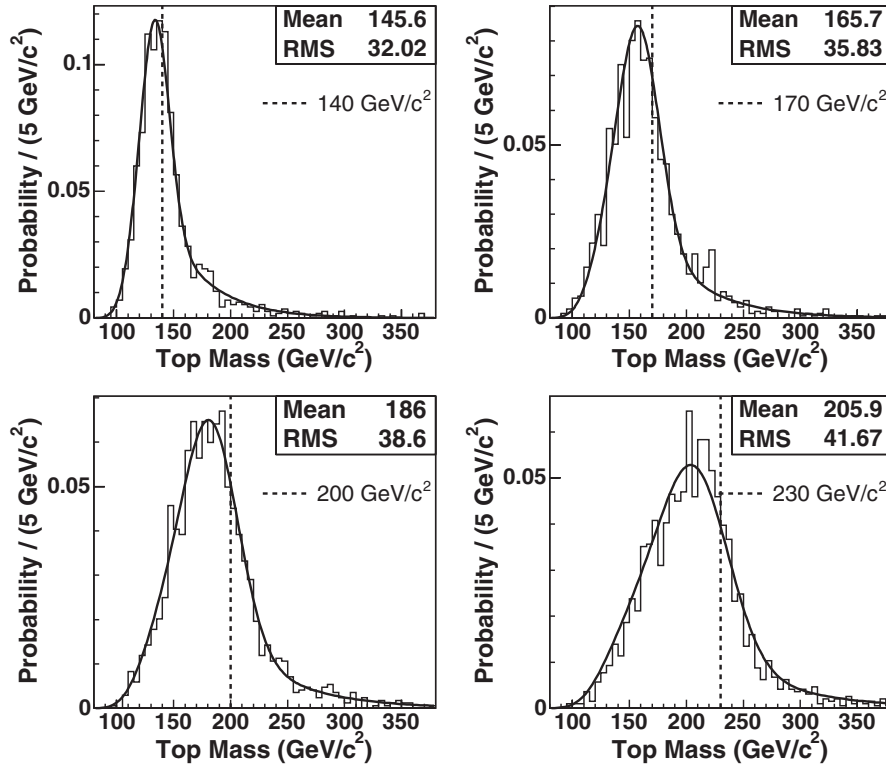 Mean 145.6
RMS 32.02
140 GeV/c²
Probability / (5 GeV/c²)
0.1
0.05
0
100 150 200 250 300 350
Top Mass (GeV/c²)
Mean 165.7
RMS 35.83
170 GeV/c²
Probability / (5 GeV/c²)
0.05
0
100 150 200 250 300 350
Top Mass (GeV/c²)
Mean 186
RMS 38.6
200 GeV/c²
Probability / (5 GeV/c²)
0.05
0
100 150 200 250 300 350
Top Mass (GeV/c²)
Mean 205.9
RMS 41.67
230 GeV/c²
Probability / (5 GeV/c²)
0.05
0
100 150 200 250 300 350
Top Mass (GeV/c²)